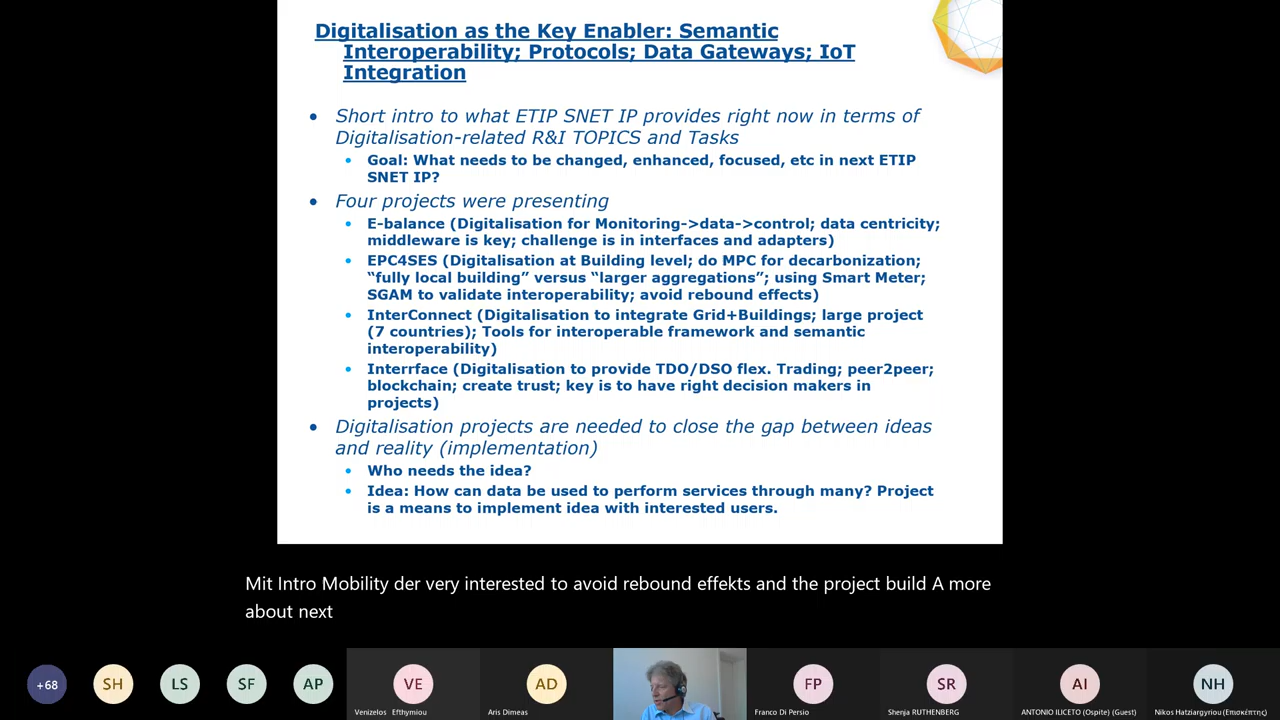 Digitalisation as the Key Enabler: Semantic
Interoperability; Protocols; Data Gateways; IoT
Integration
• Short intro to what ETIP SNET IP provides right now in terms of
Digitalisation-related R&I TOPICS and Tasks
• Goal: What needs to be changed, enhanced, focused, etc in next ETIP
SNET IP?
• Four projects were presenting
• E-balance (Digitalisation for Monitoring->data->control; data centricity;
middleware is key; challenge is in interfaces and adapters)
• EPC4SES (Digitalisation at Building level; do MPC for decarbonization;
“fully local building” versus “larger aggregations”; using Smart Meter;
SGAM to validate interoperability; avoid rebound effects)
• InterConnect (Digitalisation to integrate Grid+Buildings; large project
(7 countries); Tools for interoperable framework and semantic
interoperability)
• Interrface (Digitalisation to provide TDO/DSO flex. Trading; peer2peer;
blockchain; create trust; key is to have right decision makers in
projects)
• Digitalisation projects are needed to close the gap between ideas
and reality (implementation)
• Who needs the idea?
• Idea: How can data be used to perform services through many? Project
is a means to implement idea with interested users.
Mit Intro Mobility der very interested to avoid rebound effekts and the project build A more
about next
+68 SH LS SF AP VE AD FP SR AI NH
Venizelos Efthymiou Aris Dimeas Franco Di Persio Shenja RUTHENBERG ANTONIO ILICETO (Ospite) (Guest) Nikos Hatziargyriou (Επισκέπτης)